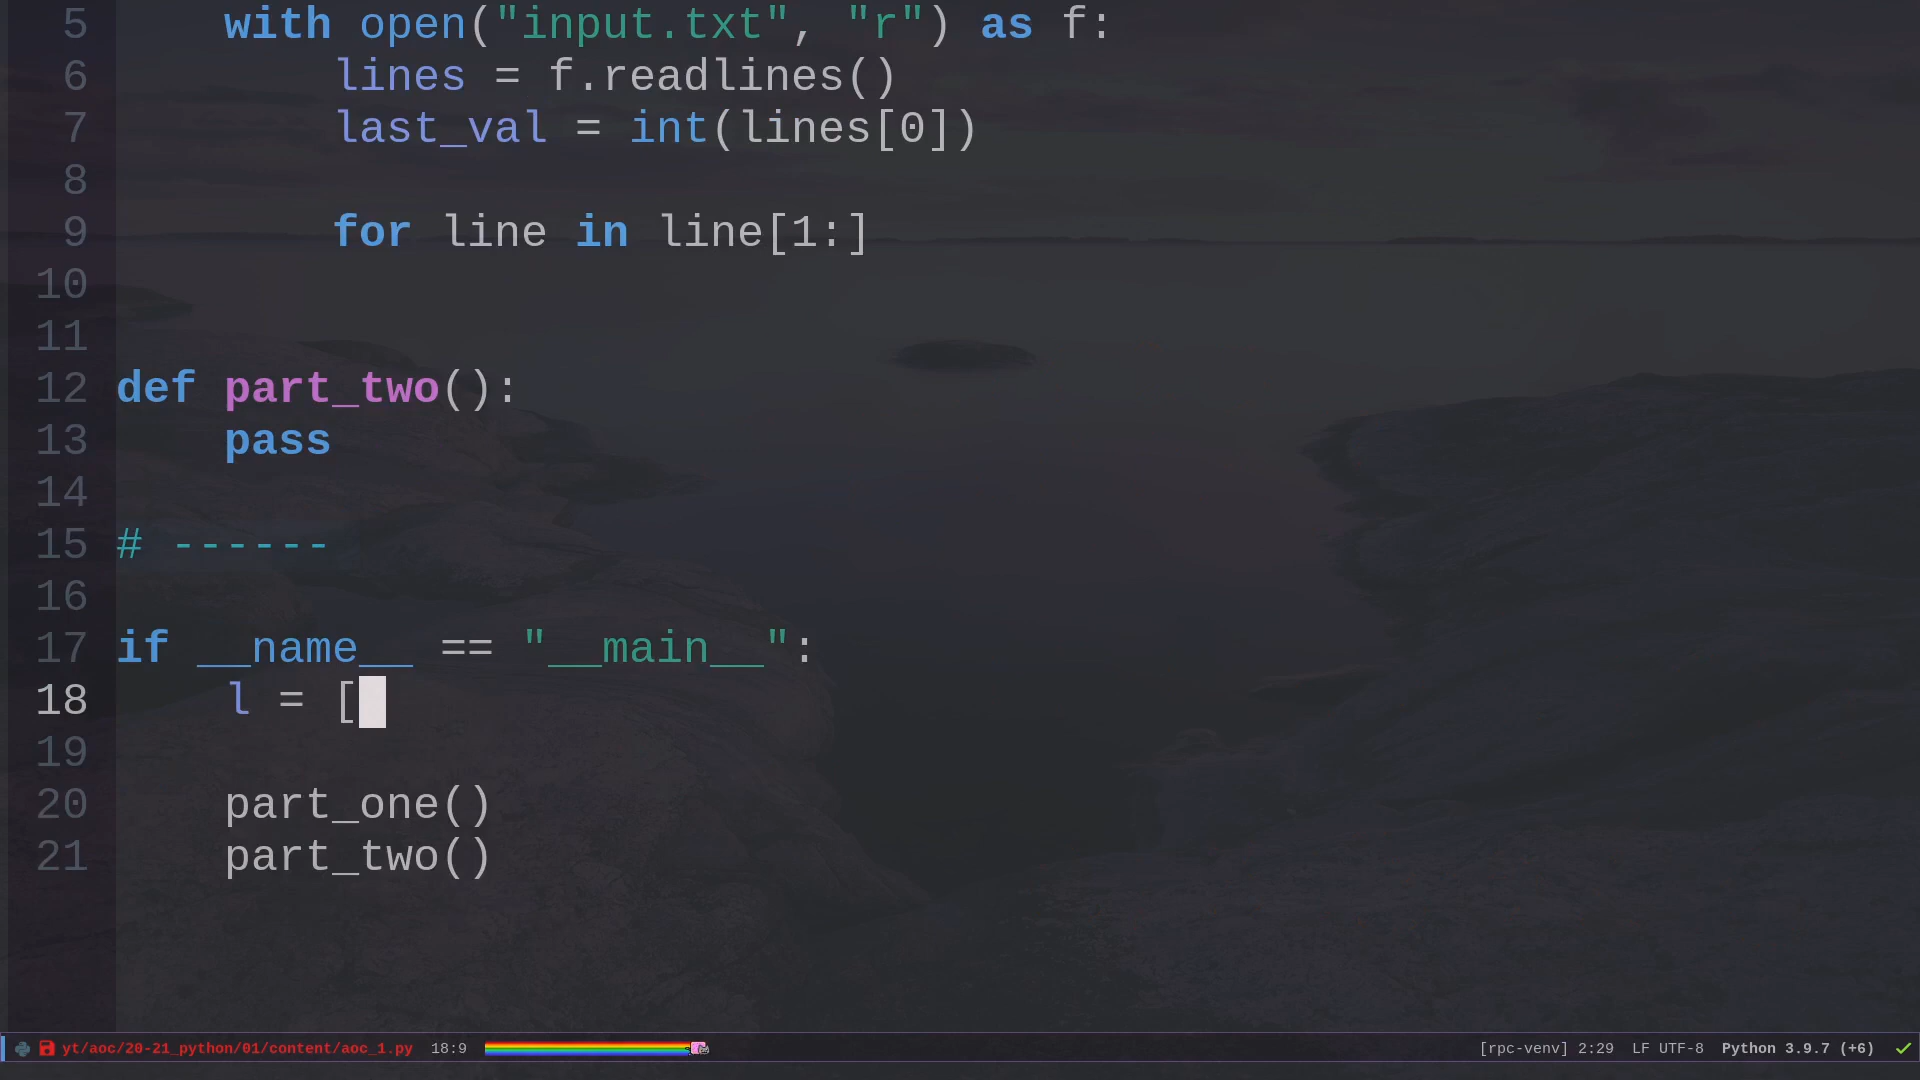 5 with open("input.txt", "r") as f:
6 lines = f.readlines()
7 last_val = int(lines[0])
8
9 for line in line[1:]
10
11
12 def part_two():
13 pass
14
15 # ------
16
17 if __name__ == "__main__":
18 l = [
19
20 part_one()
21 part_two()
yt/aoc/20-21_python/01/content/aoc_1.py 18:9 [rpc-venv] 2:29 LF UTF-8 Python 3.9.7 (+6)